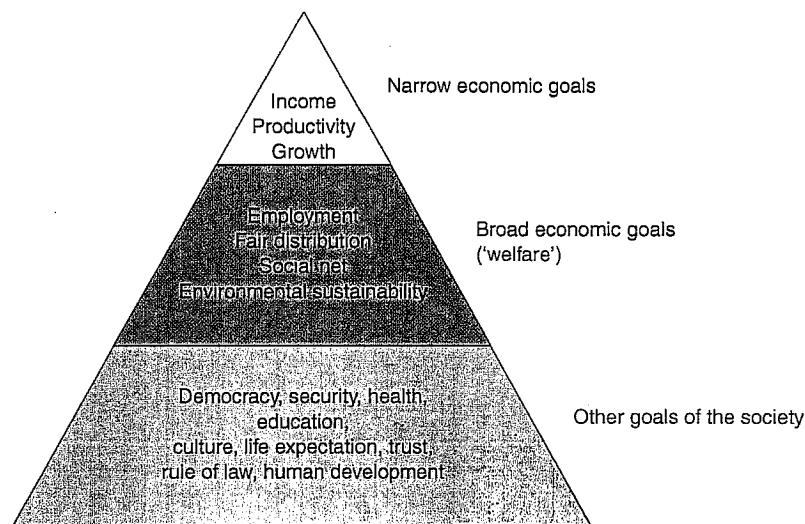 Income
Productivity
Growth
Narrow economic goals
Employment
Fair distribution
Social net
Environmental sustainability
Broad economic goals
('welfare')
Democracy, security, health,
education,
culture, life expectation, trust,
rule of law, human development
Other goals of the society